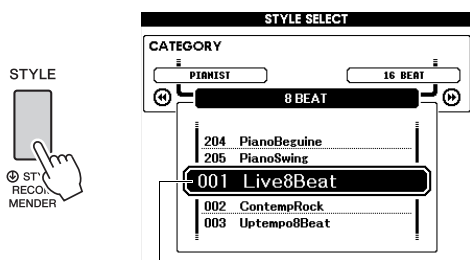 STYLE SELECT
CATEGORY
PIANIST
16 BEAT
8 BEAT
204 PianoBeguine
205 PianoSwing
001 Live8Beat
002 ContempRock
003 Uptempo8Beat
STYLE
MENDER